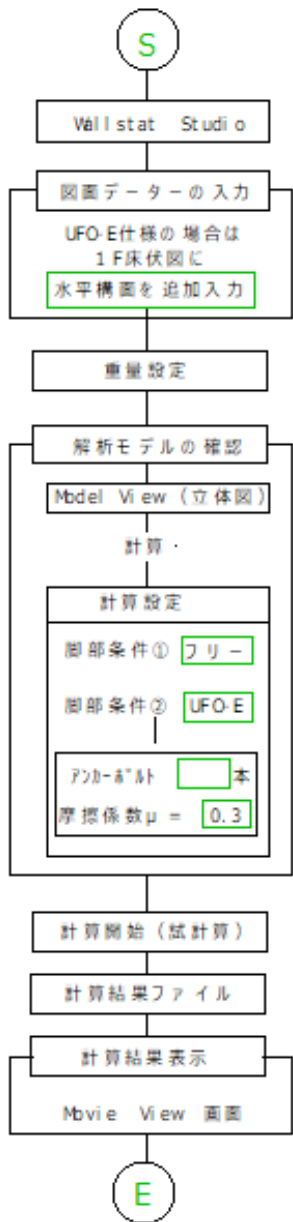 S
Wallstat Studio
図面データーの入力
UFO-E仕様の場合は
1F床伏図に
水平構面を追加入力
重量設定
解析モデルの確認
Model View (立体図)
計算・
計算設定
脚部条件① フリー
脚部条件② UFO-E
アンカーボルト 本
摩擦係数μ = 0.3
計算開始(試計算)
計算結果ファイル
計算結果表示
Movie View 画面
E